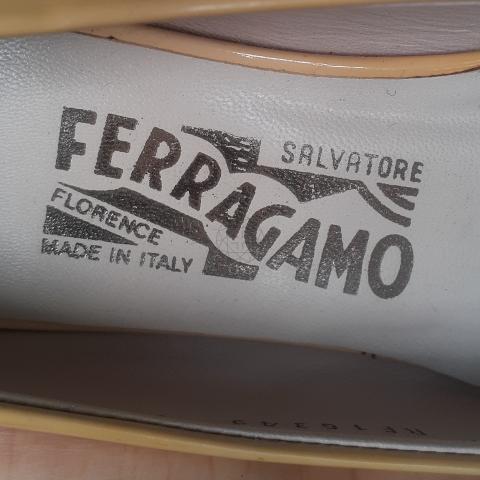 SALVATORE
FERRAGAMO
FLORENCE
MADE IN ITALY